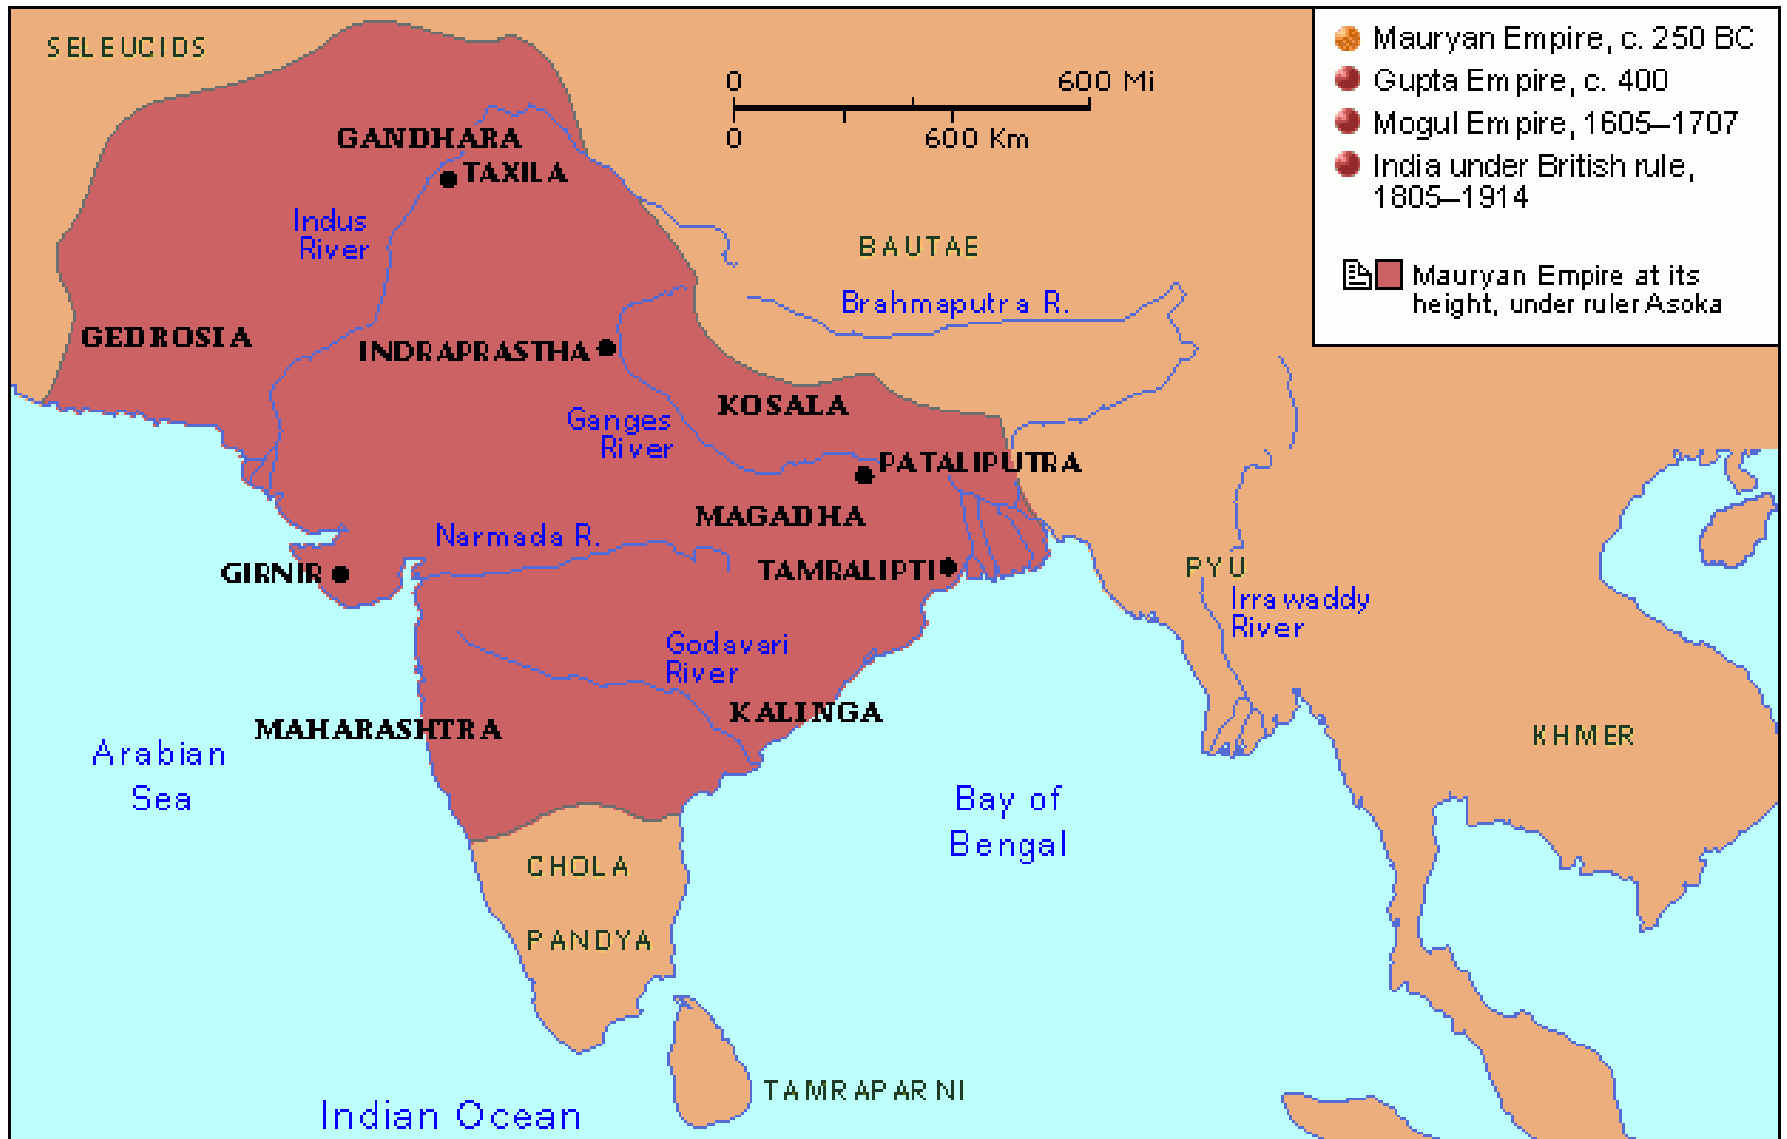 SELEUCIDS
0 600 Mi
0 600 Km
Mauryan Empire, c. 250 BC
Gupta Empire, c. 400
Mogul Empire, 1605–1707
India under British rule,
1805–1914
Mauryan Empire at its
height, under ruler Asoka
GANDHARA
TAXILA
Indus
River
BAUTAE
Brahmaputra R.
GEDROSIA
INDRAPRASTHA
KOSALA
Ganges
River
PATALIPUTRA
MAGADHA
Narmada R.
GIRNIR
TAMRALIPTI
PYU
Irrawaddy
River
Godavari
River
KALINGA
MAHARASHTRA
KHMER
Arabian
Sea
Bay of
Bengal
CHOLA
PANDYA
TAMRAPARNI
Indian Ocean